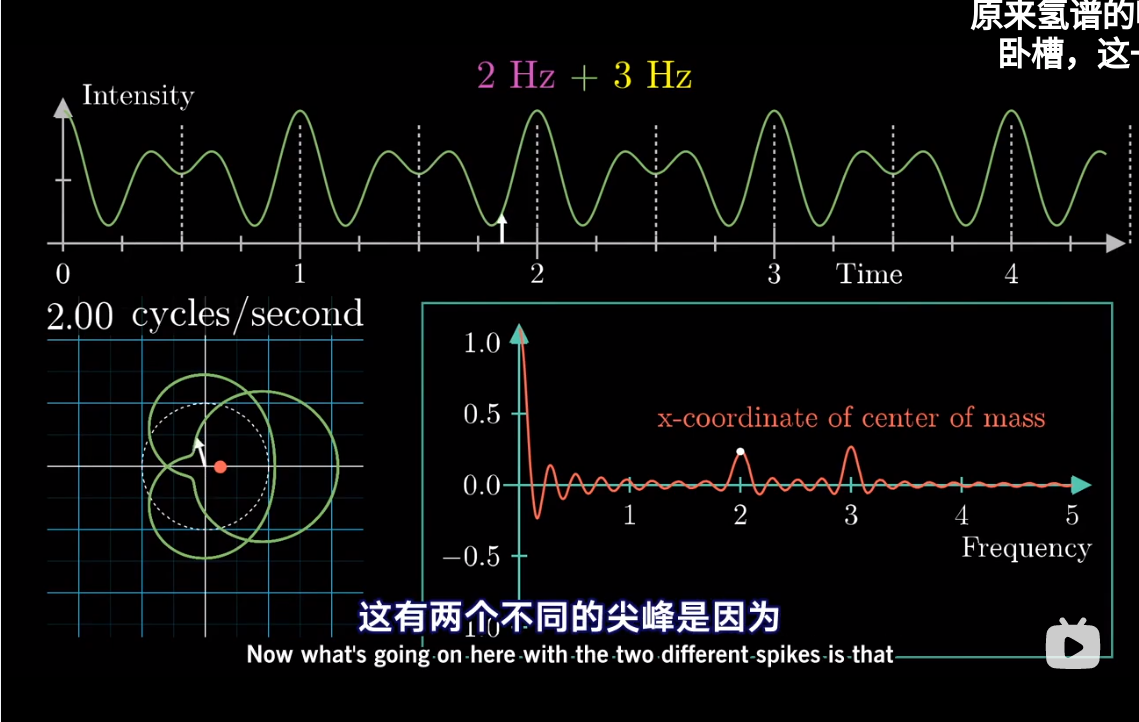 原来氢谱的
卧槽，这一
2 Hz + 3 Hz
Intensity
0 1 2 3 Time 4
2.00 cycles/second
1.0
0.5
x-coordinate of center of mass
0.0
1 2 3 4 5
−0.5
Frequency
这有两个不同的尖峰是因为
1.0
Now what's going on here with the two different spikes is that